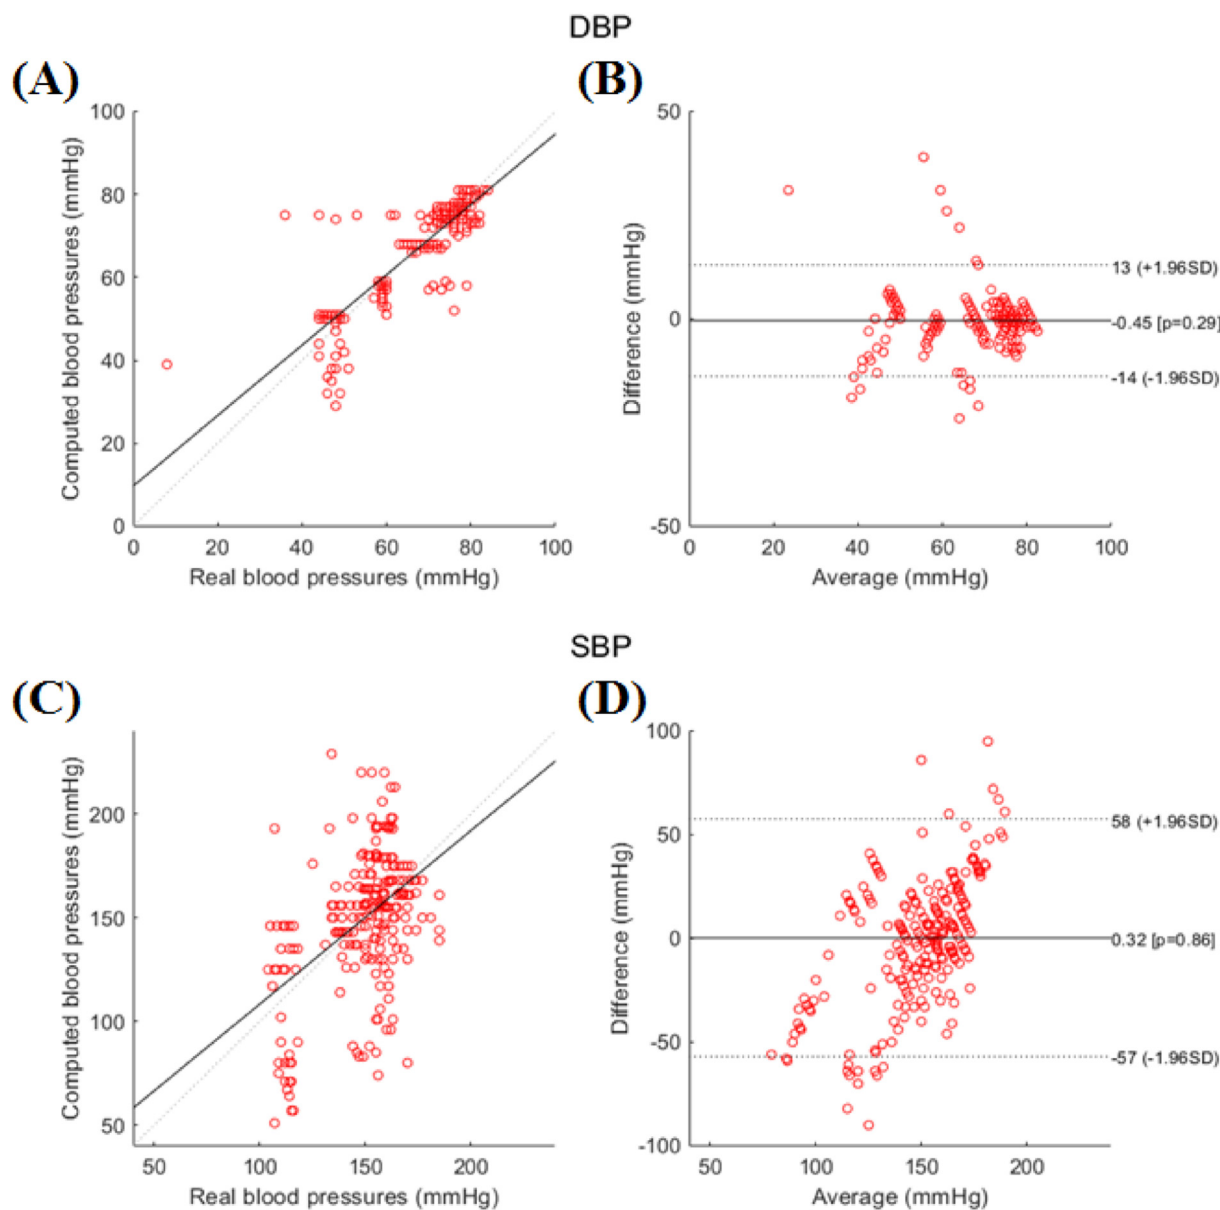 DBP
(A)
(B)
100
80
60
40
20
0
0 20 40 60 80 100
Computed blood pressures (mmHg)
Real blood pressures (mmHg)
50
0
-50
0 20 40 60 80 100
Difference (mmHg)
Average (mmHg)
13 (+1.96SD)
-0.45 [p=0.29]
-14 (-1.96SD)
SBP
(C)
(D)
200
150
100
50
50 100 150 200
Computed blood pressures (mmHg)
Real blood pressures (mmHg)
100
50
0
-50
-100
50 100 150 200
Difference (mmHg)
Average (mmHg)
58 (+1.96SD)
0.32 [p=0.86]
-57 (-1.96SD)